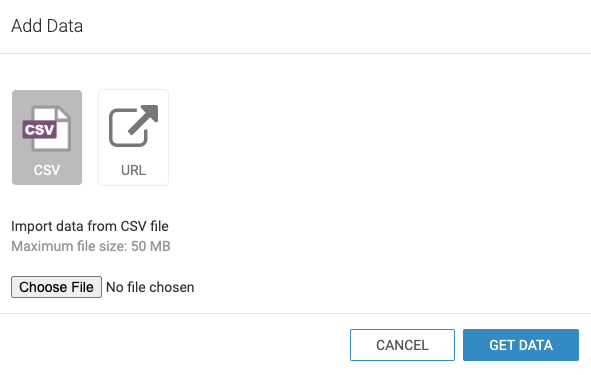 Add Data
CSV
CSV URL
Import data from CSV file
Maximum file size: 50 MB
Choose File No file chosen
CANCEL GET DATA